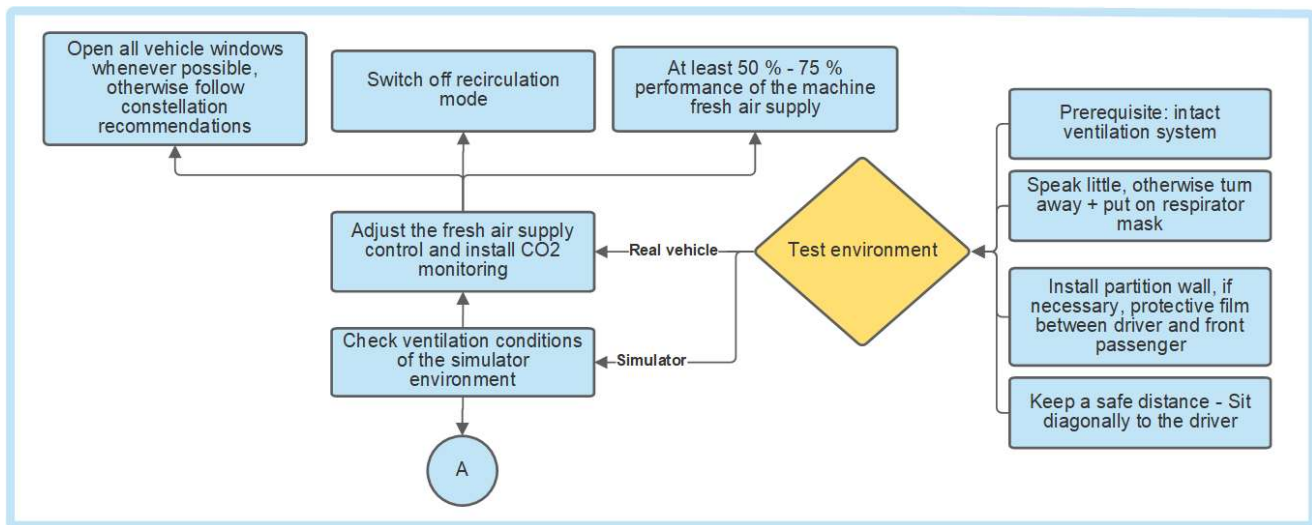 Open all vehicle windows
whenever possible,
otherwise follow
constellation
recommendations
Switch off recirculation
mode
At least 50 % - 75 %
performance of the machine
fresh air supply
Prerequisite: intact
ventilation system
Speak little, otherwise turn
away + put on respirator
mask
Adjust the fresh air supply
control and install CO2
monitoring
Real vehicle
Test environment
Install partition wall, if
necessary, protective film
between driver and front
passenger
Check ventilation conditions
of the simulator
environment
Simulator
Keep a safe distance - Sit
diagonally to the driver
A